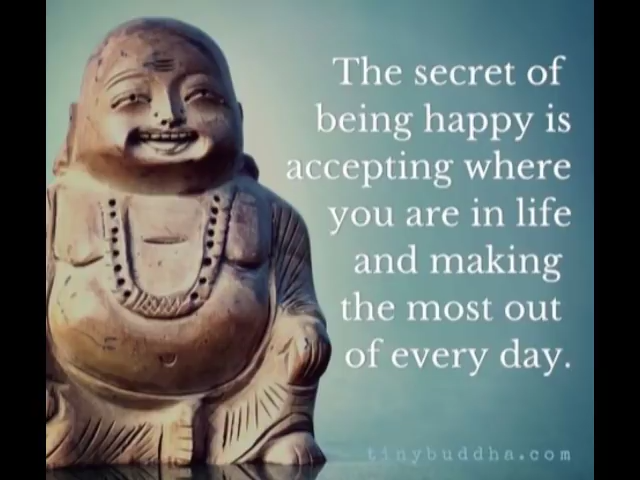 The secret of
being happy is
accepting where
you are in life
and making
the most out
of every day.
tinybuddha.com